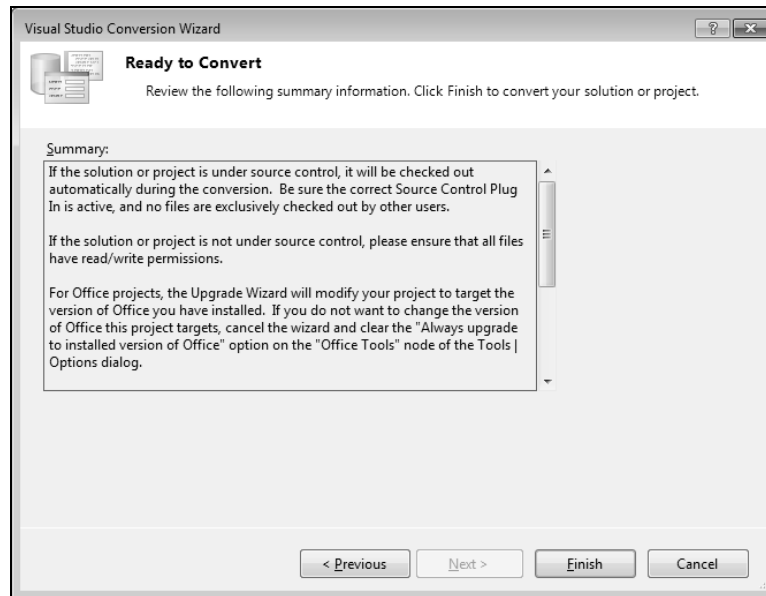 Visual Studio Conversion Wizard
Ready to Convert
Review the following summary information. Click Finish to convert your solution or project.
Summary:
If the solution or project is under source control, it will be checked out
automatically during the conversion. Be sure the correct Source Control Plug
In is active, and no files are exclusively checked out by other users.
If the solution or project is not under source control, please ensure that all files
have read/write permissions.
For Office projects, the Upgrade Wizard will modify your project to target the
version of Office you have installed. If you do not want to change the version
of Office this project targets, cancel the wizard and clear the "Always upgrade
to installed version of Office" option on the "Office Tools" node of the Tools |
Options dialog.
< Previous Next > Finish Cancel